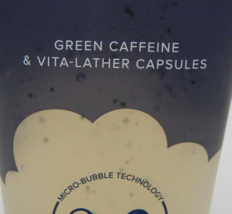 GREEN CAFFEINE
& VITA-LATHER CAPSULES
MICRO-BUBBLE TECHNOLOGY